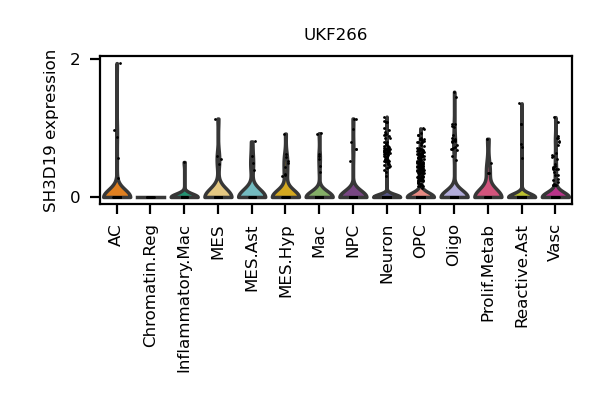 UKF266
SH3D19 expression
2
0
AC
Chromatin.Reg
Inflammatory.Mac
MES
MES.Ast
MES.Hyp
Mac
NPC
Neuron
OPC
Oligo
Prolif.Metab
Reactive.Ast
Vasc